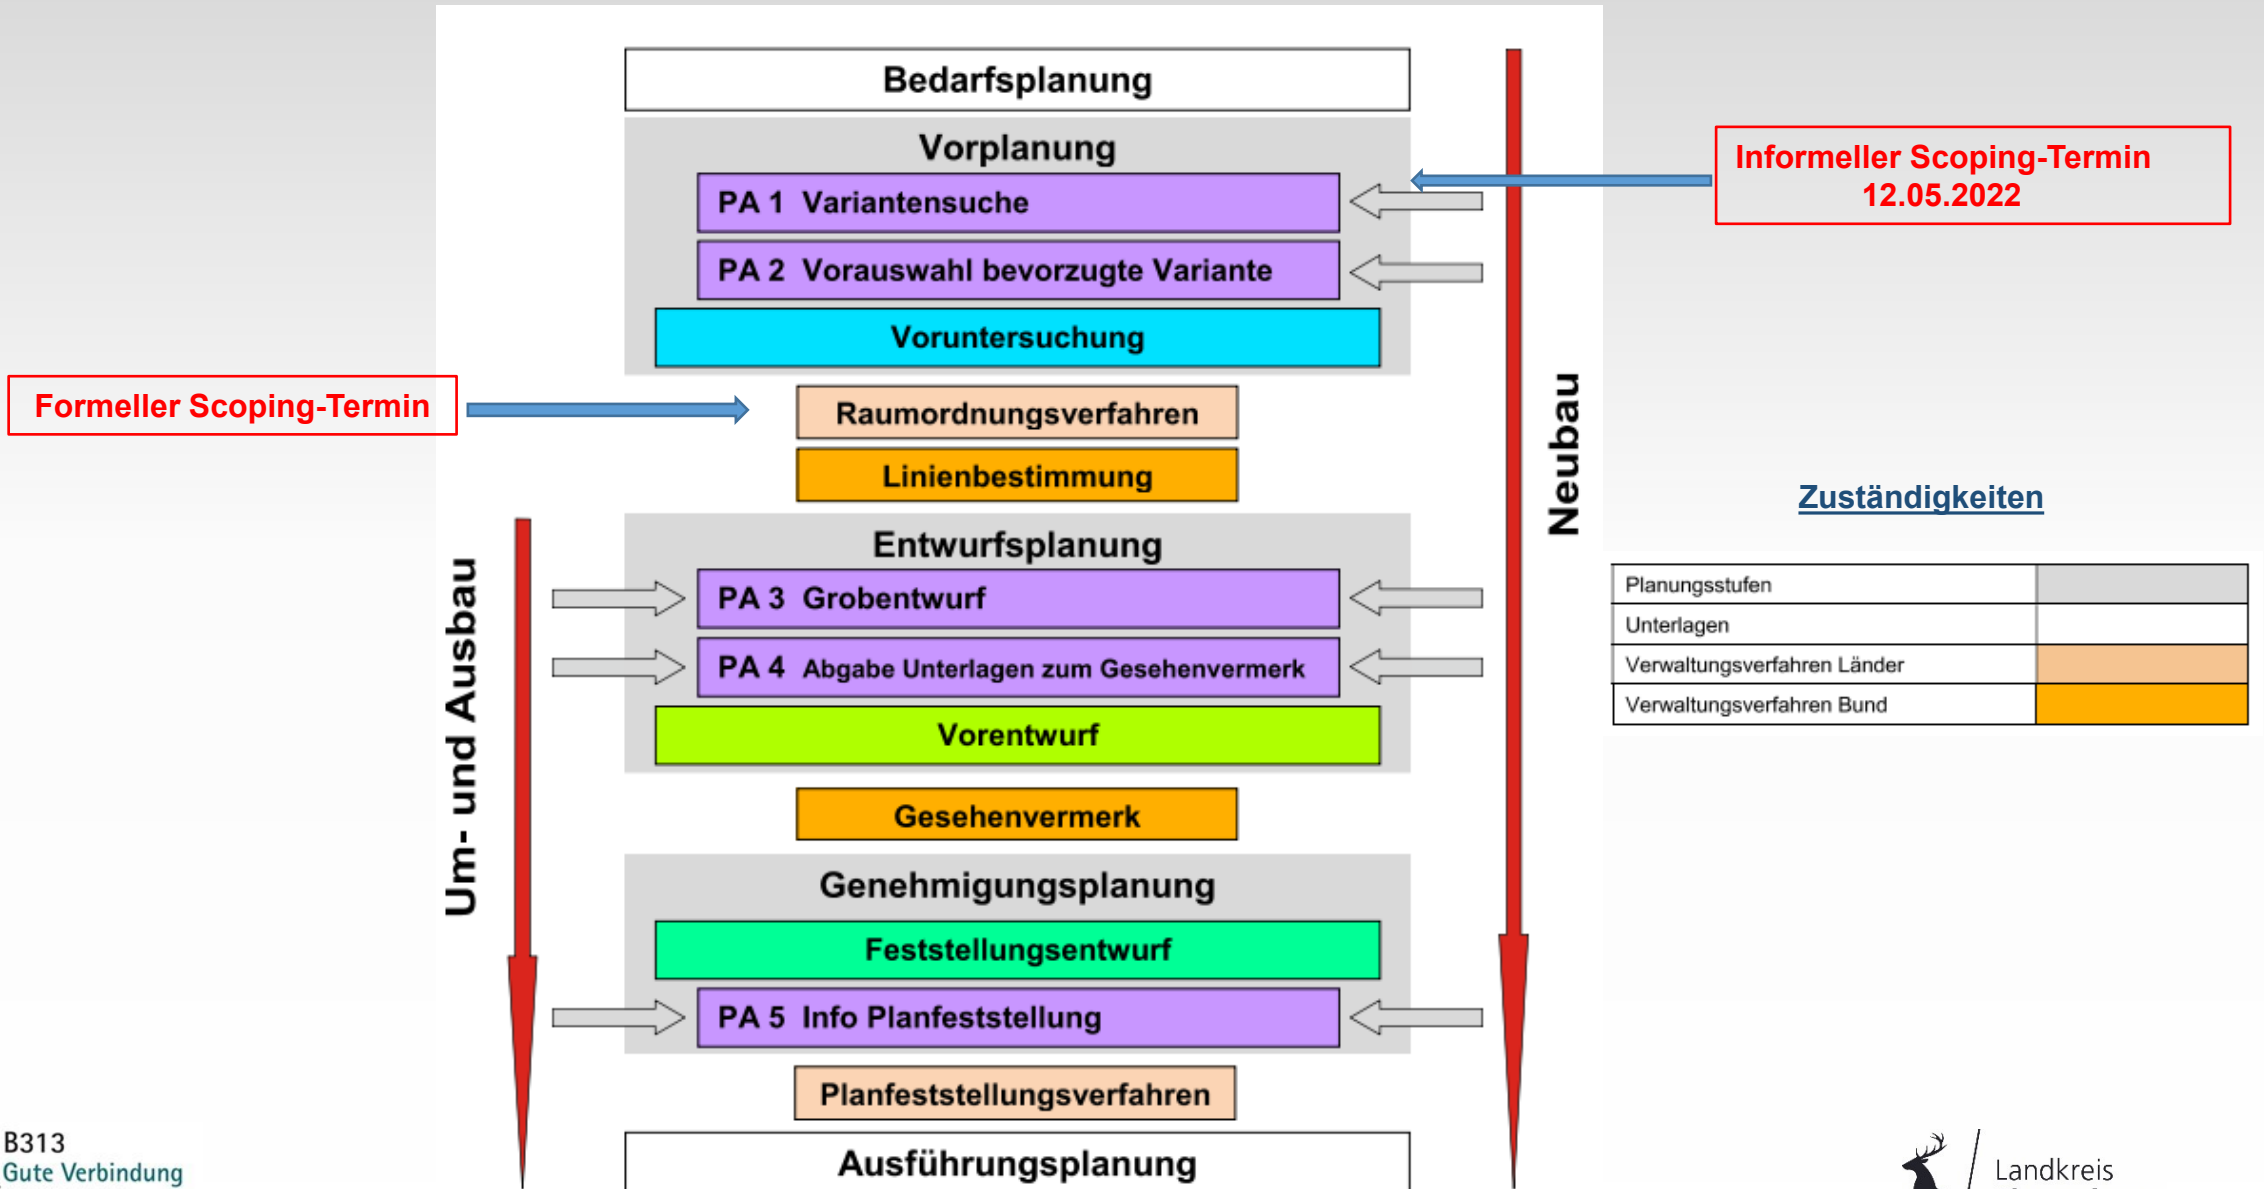 Bedarfsplanung
Vorplanung
PA 1 Variantensuche
PA 2 Vorauswahl bevorzugte Variante
Voruntersuchung
Informeller Scoping-Termin
12.05.2022
Formeller Scoping-Termin
Raumordnungsverfahren
Linienbestimmung
Neubau
Um- und Ausbau
Entwurfsplanung
PA 3 Grobentwurf
PA 4 Abgabe Unterlagen zum Gesehenvermerk
Vorentwurf
Gesehenvermerk
Genehmigungsplanung
Feststellungsentwurf
PA 5 Info Planfeststellung
Planfeststellungsverfahren
Ausführungsplanung
Zuständigkeiten
Planungsstufen
Unterlagen
Verwaltungsverfahren Länder
Verwaltungsverfahren Bund
B313
Gute Verbindung
Landkreis